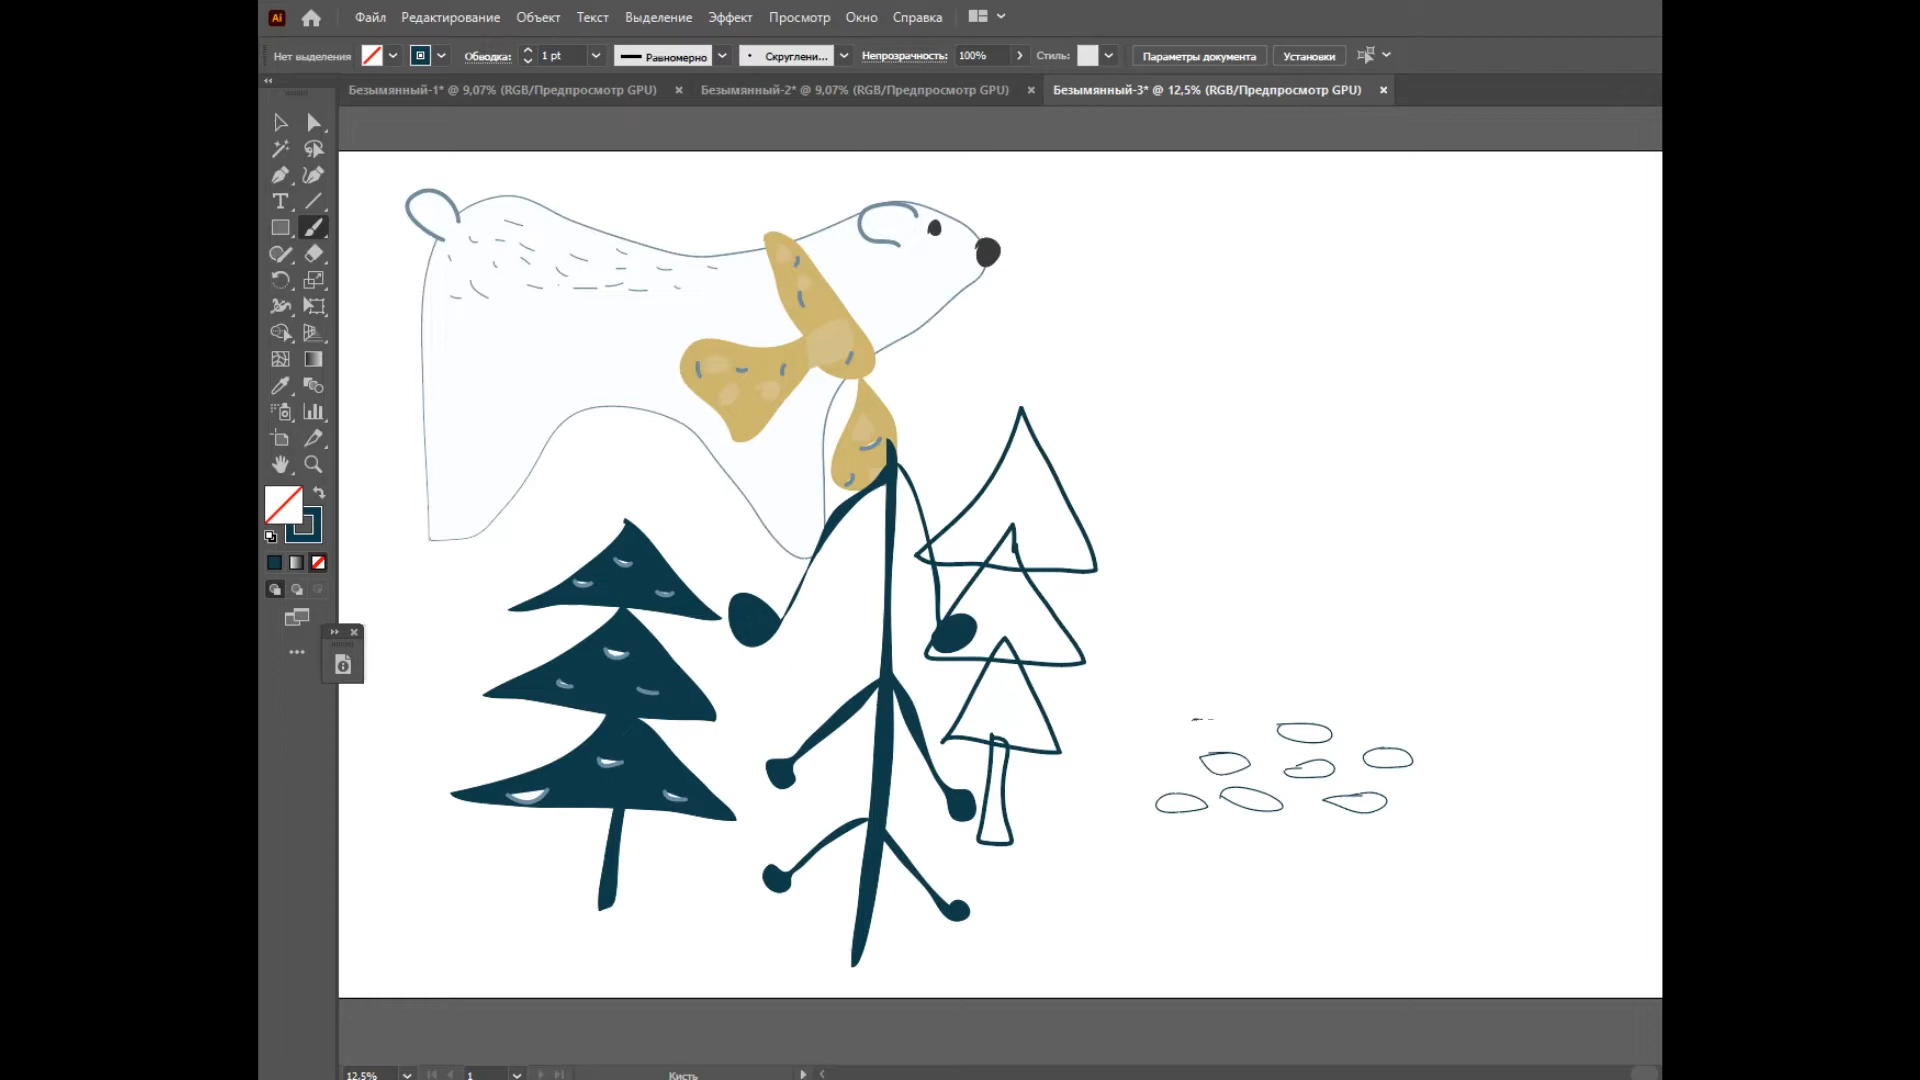 Ai Файл Редактирование Объект Текст Выделение Эффект Просмотр Окно Справка
Нет выделения Обводка: 1 pt Равномерно Скруглени... Непрозрачность: 100% Стиль: Параметры документа Установки
Безымянный-1* @ 9,07% (RGB/Предпросмотр GPU) Безымянный-2* @ 9,07% (RGB/Предпросмотр GPU) Безымянный-3* @ 12,5% (RGB/Предпросмотр GPU)
12,5% 1 Кисть